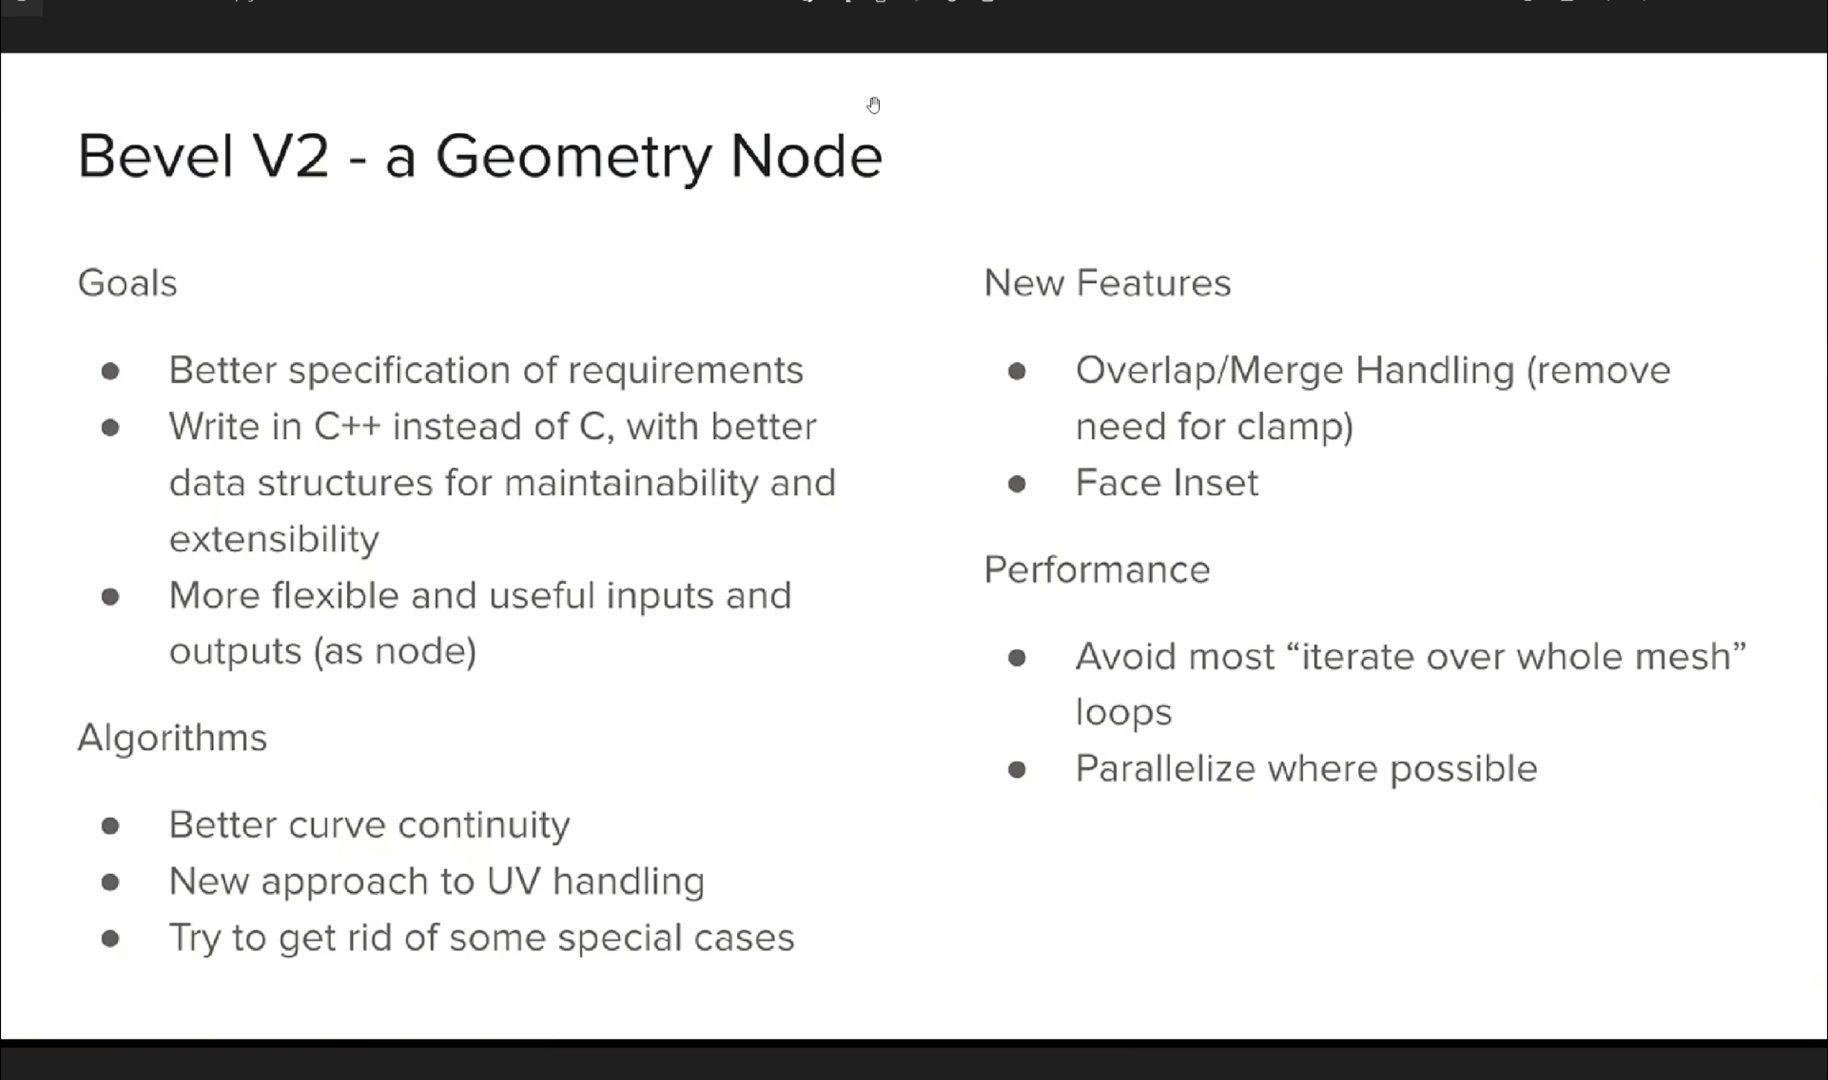 Bevel V2 - a Geometry Node
Goals
● Better specification of requirements
● Write in C++ instead of C, with better
data structures for maintainability and
extensibility
● More flexible and useful inputs and
outputs (as node)
Algorithms
● Better curve continuity
● New approach to UV handling
● Try to get rid of some special cases
New Features
● Overlap/Merge Handling (remove
need for clamp)
● Face Inset
Performance
● Avoid most “iterate over whole mesh”
loops
● Parallelize where possible